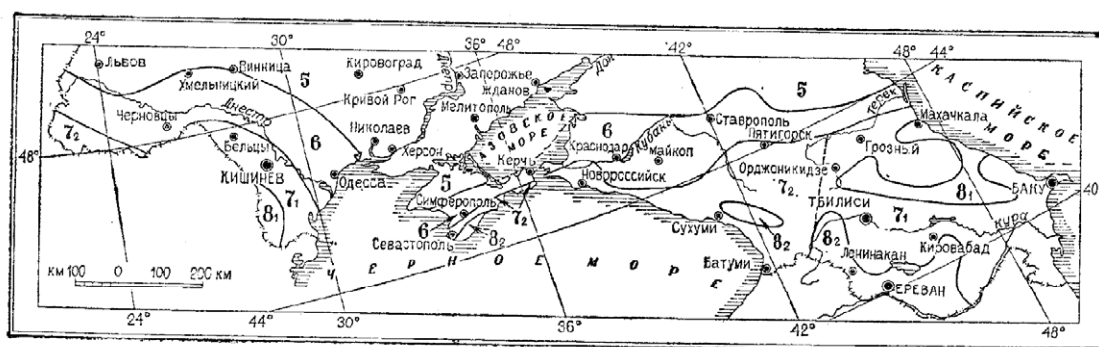 24° 30° 36° 48° 42° 48° 44°
ЛЬВОВ Винница Кировоград Запорожье Дон КАСПИЙСКОЕ МОРЕ
Хмельницкий 5 Днепр Жданов 5 Терек
Кривой Рог Мелитополь Махачкала
Черновцы Днестр АЗОВСКОЕ МОРЕ Ставрополь
7₂ Бельцы 6 Николаев Херсон 6 Кубань Пятигорск Грозный
48° КИШИНЕВ Одесса Керчь Краснодар Майкоп Орджоникидзе
5 Новороссийск 7₂ 8₁ БАКУ
8₁ 7₁ Симферополь 7₂ ТБИЛИСИ 7₁ 40
6 Сухуми Кура
Севастополь 8₂ 8₂ 8₂ Кировабад
км 100 0 100 200 км ЧЕРНОЕ МОРЕ Батуми Ленинакан
ЕРЕВАН
24° 44° 30° 36° 42° 48°